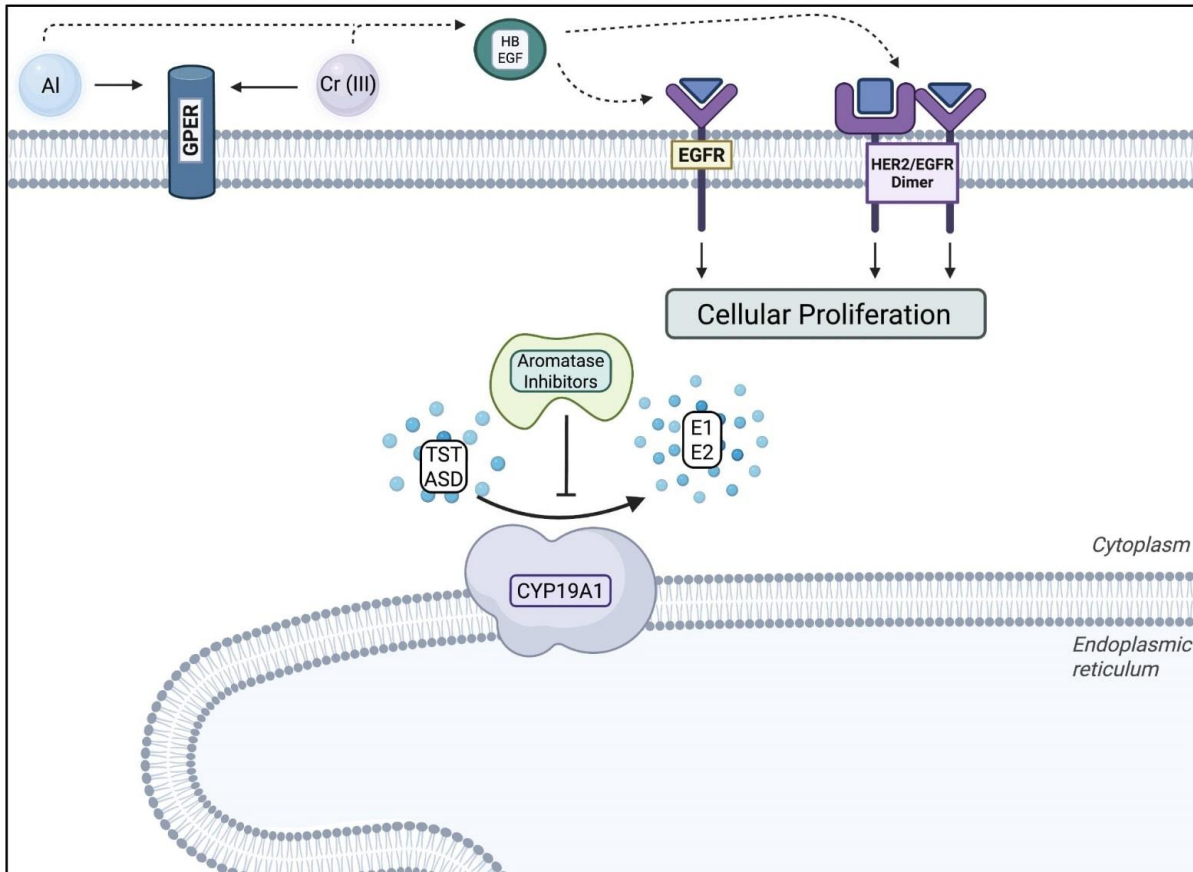 HB
EGF
Al
Cr (III)
GPER
EGFR
HER2/EGFR
Dimer
Cellular Proliferation
Aromatase
Inhibitors
TST
ASD
E1
E2
Cytoplasm
CYP19A1
Endoplasmic
reticulum